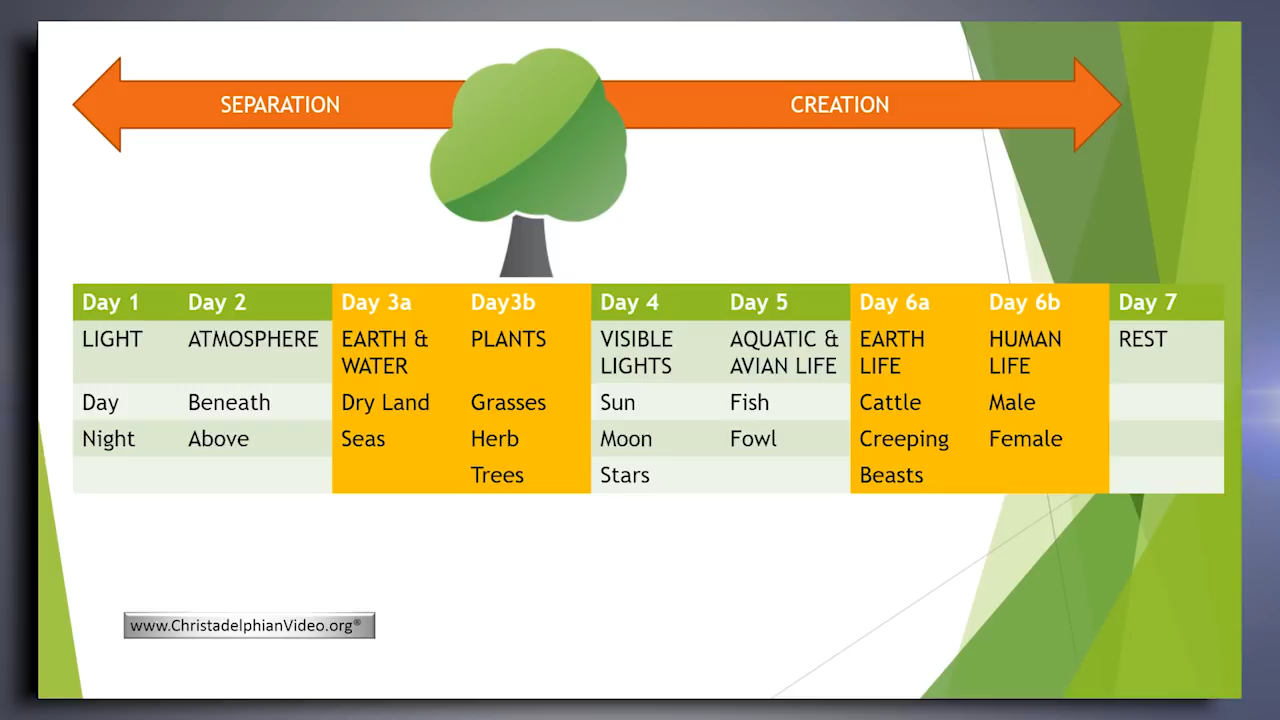 SEPARATION CREATION
Day 1 Day 2 Day 3a Day3b Day 4 Day 5 Day 6a Day 6b Day 7
LIGHT ATMOSPHERE EARTH & WATER PLANTS VISIBLE LIGHTS AQUATIC & AVIAN LIFE EARTH LIFE HUMAN LIFE REST
Day Beneath Dry Land Grasses Sun Fish Cattle Male
Night Above Seas Herb Moon Fowl Creeping Female
Trees Stars Beasts
www.ChristadelphianVideo.org®